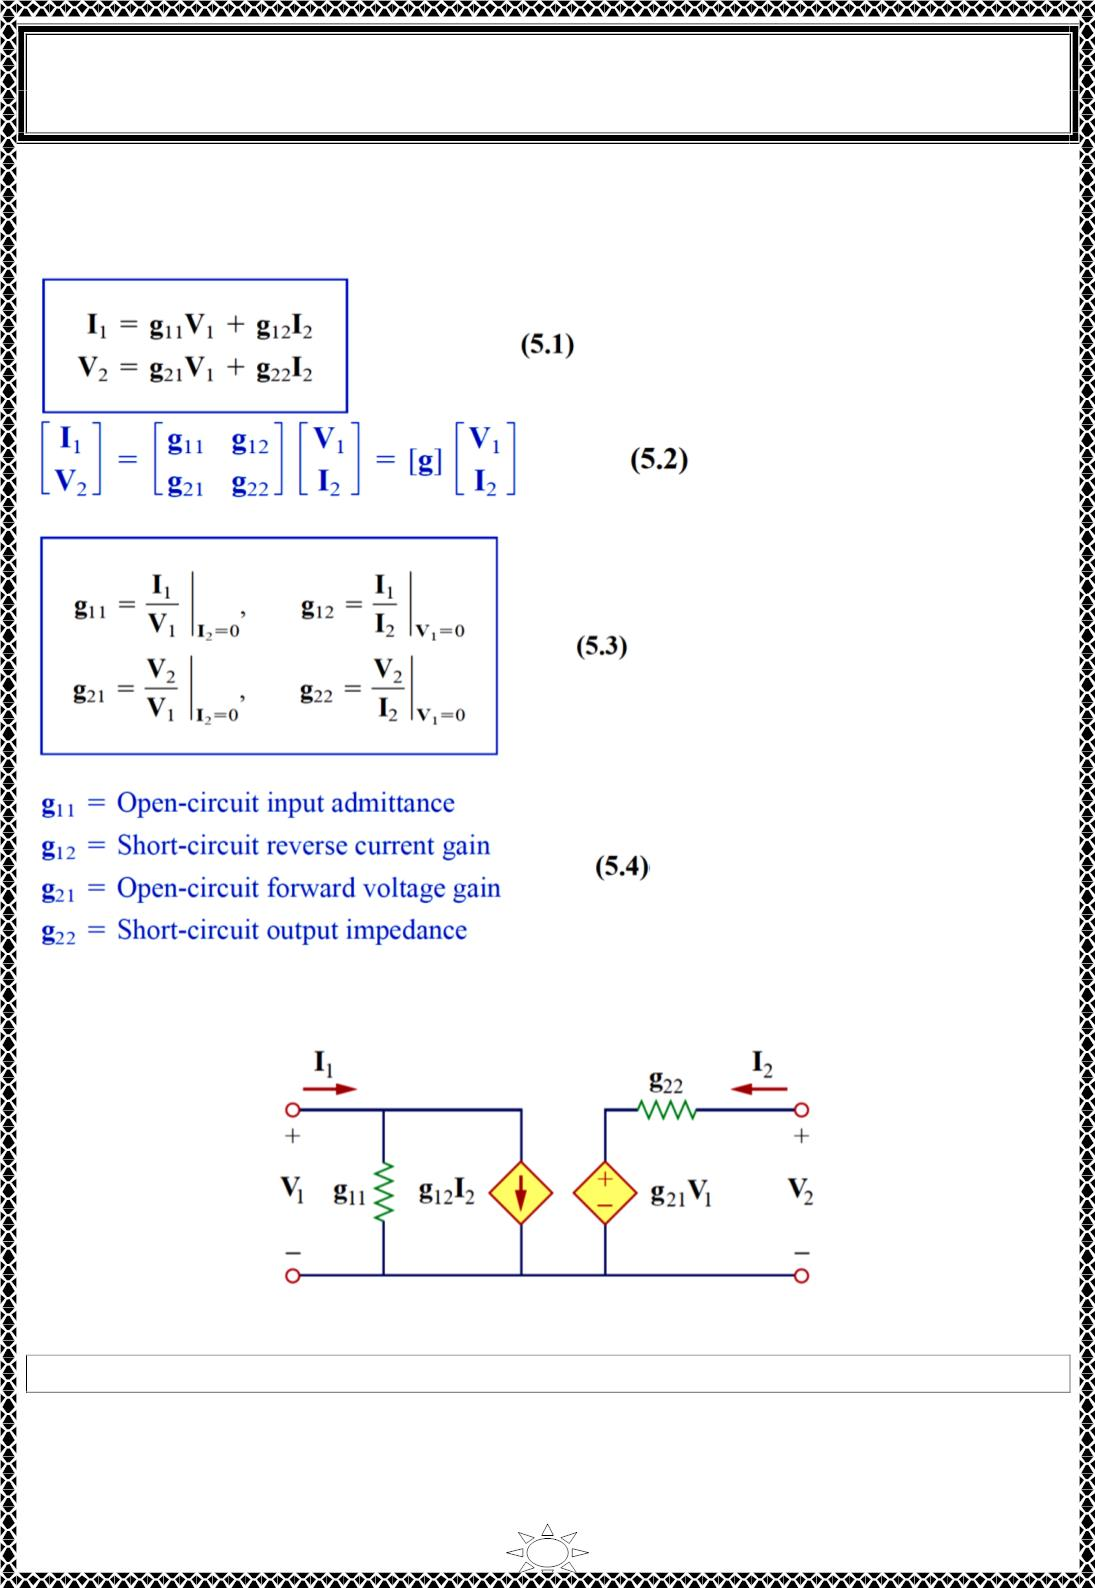 I₁ = g₁₁V₁ + g₁₂I₂
V₂ = g₂₁V₁ + g₂₂I₂
(5.1)
[I₁ V₂] = [g₁₁ g₁₂ g₂₁ g₂₂] [V₁ I₂] = [g] [V₁ I₂]
(5.2)
g₁₁ = I₁/V₁ |I₂=0, g₁₂ = I₁/I₂ |V₁=0
g₂₁ = V₂/V₁ |I₂=0, g₂₂ = V₂/I₂ |V₁=0
(5.3)
g₁₁ = Open-circuit input admittance
g₁₂ = Short-circuit reverse current gain
g₂₁ = Open-circuit forward voltage gain
g₂₂ = Short-circuit output impedance
(5.4)
I₁
g₂₂
I₂
+
+
V₁
g₁₁
g₁₂I₂
+
−
g₂₁V₁
V₂
−
−